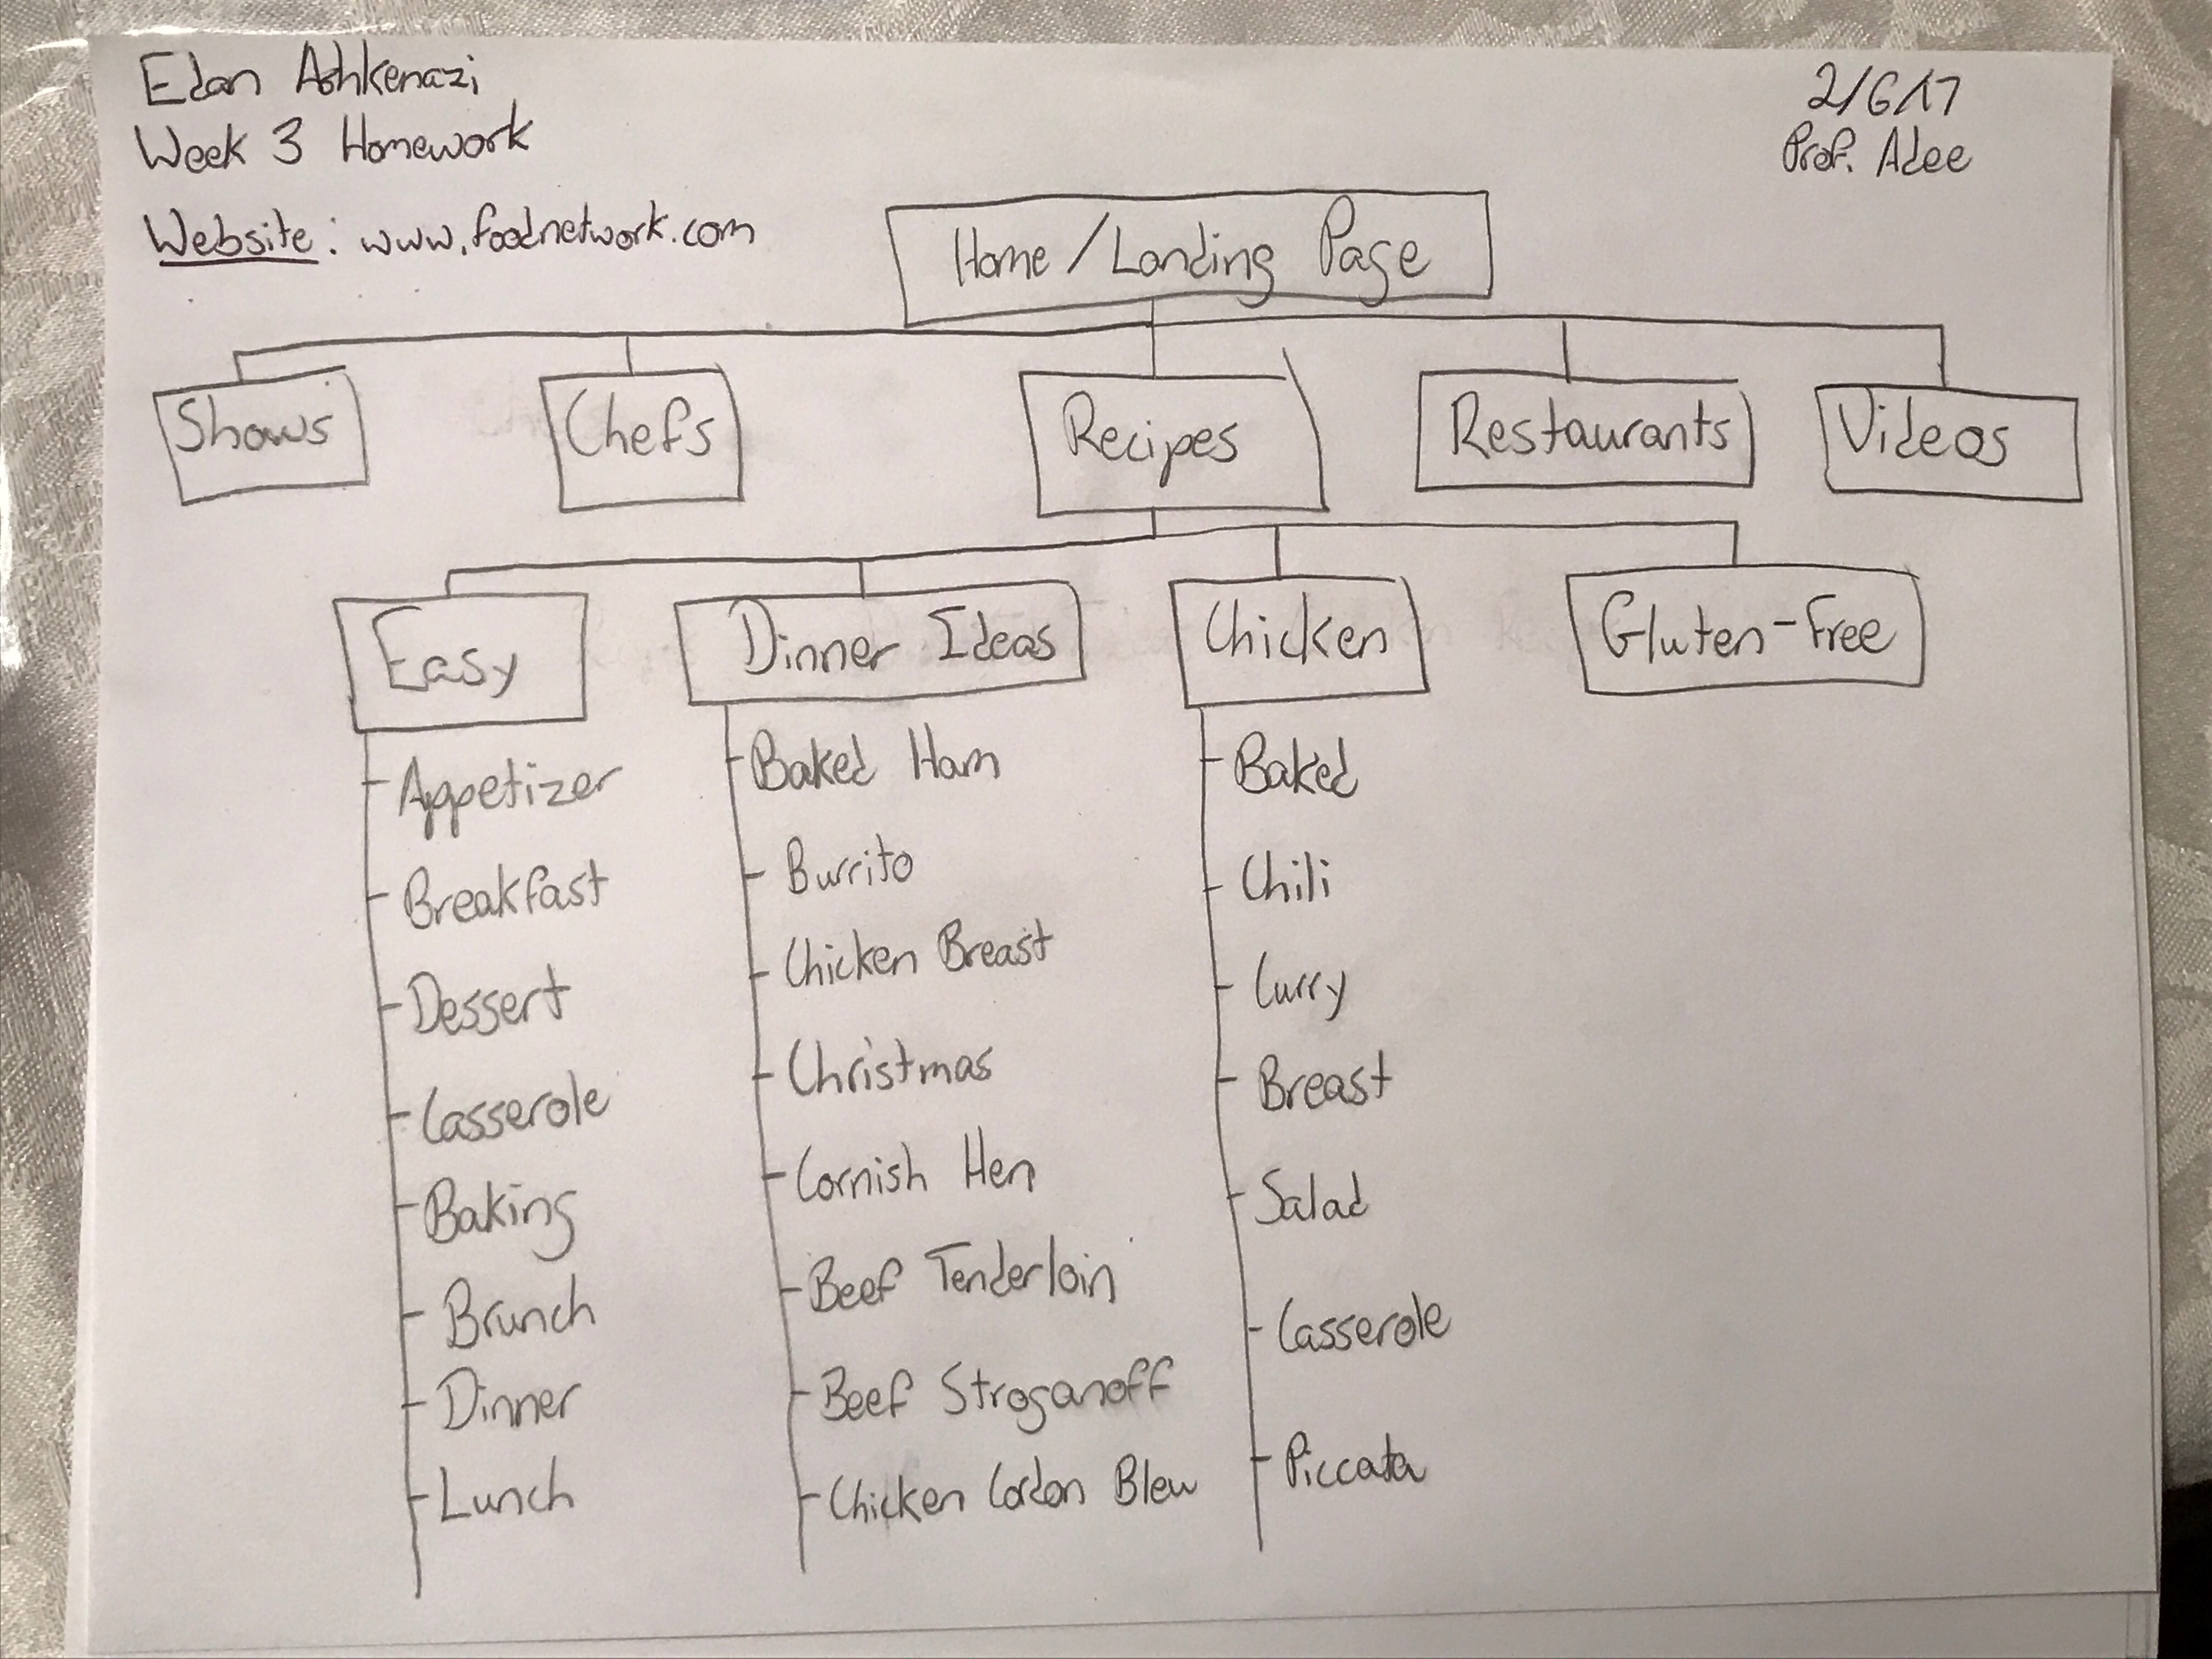 Edan Ashkenazi
Week 3 Homework
Website: www.foodnetwork.com
2/6/17
Prof. Adee
Home/Landing Page
Shows
Chefs
Recipes
Restaurants
Videos
Easy
Dinner Ideas
Chicken
Gluten-Free
Appetizer
Breakfast
Dessert
Casserole
Baking
Brunch
Dinner
Lunch
Baked Ham
Burrito
Chicken Breast
Christmas
Cornish Hen
Beef Tenderloin
Beef Stroganoff
Chicken Cordon Bleu
Baked
Chili
Curry
Breast
Salad
Casserole
Piccata